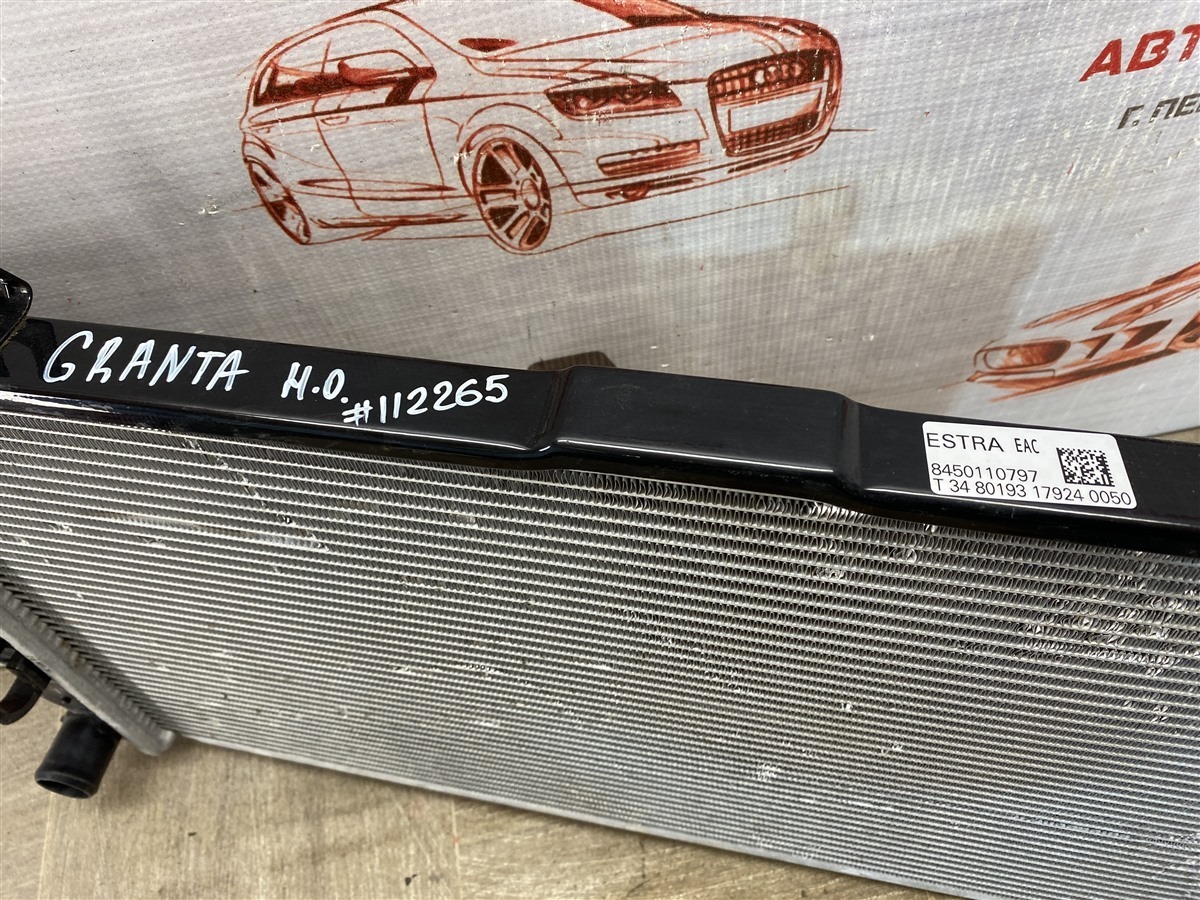 АВТ
Г. ПЕ
GRANTA H.O. #112265
ESTRA EAC
8450110797
T 34 80193 17924 0050